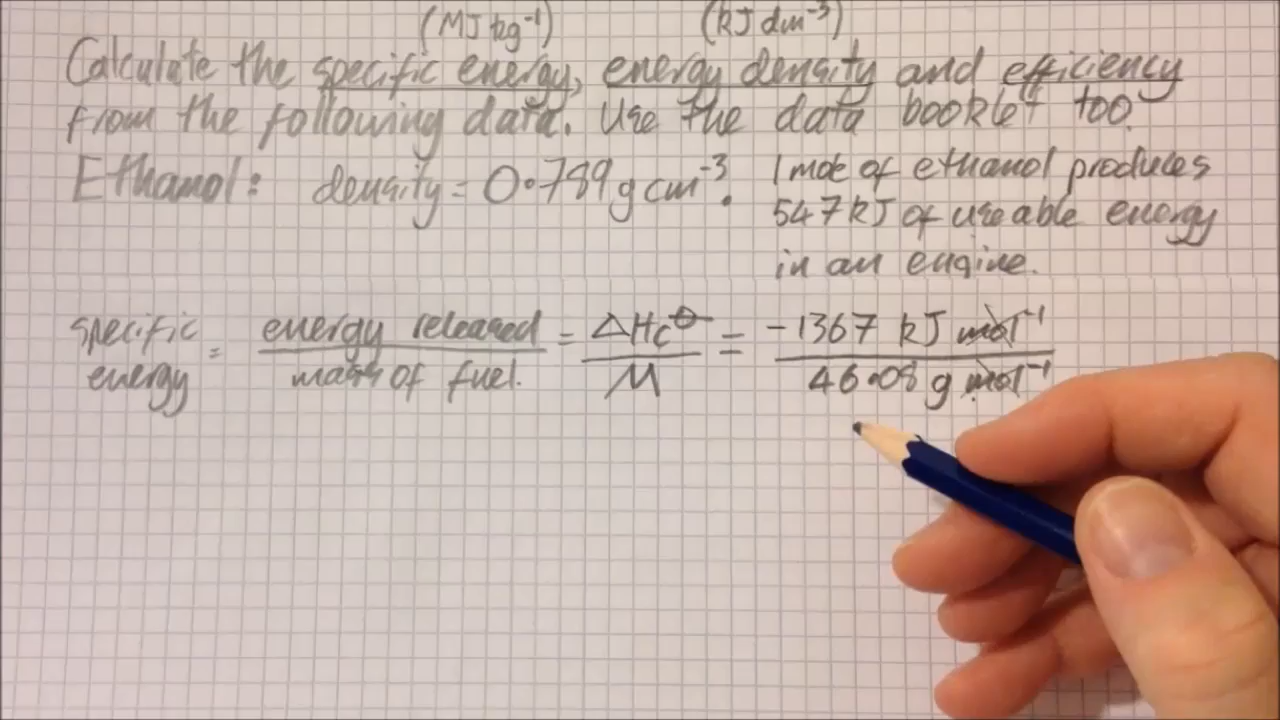 (MJ kg⁻¹) (kJ dm⁻³)
Calculate the specific energy, energy density and efficiency
from the following data. Use the data booklet too.
Ethanol: density = 0.789 g cm⁻³. 1 mole of ethanol produces
547 kJ of useable energy
in an engine.
specific energy = energy released / mass of fuel. = ΔHc⦵ / M = -1367 kJ mol⁻¹ / 46.08 g mol⁻¹